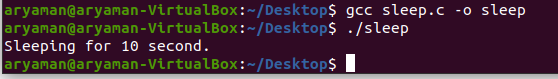 aryaman@aryaman-VirtualBox:~/Desktop$ gcc sleep.c -o sleep
aryaman@aryaman-VirtualBox:~/Desktop$ ./sleep
Sleeping for 10 second.
aryaman@aryaman-VirtualBox:~/Desktop$